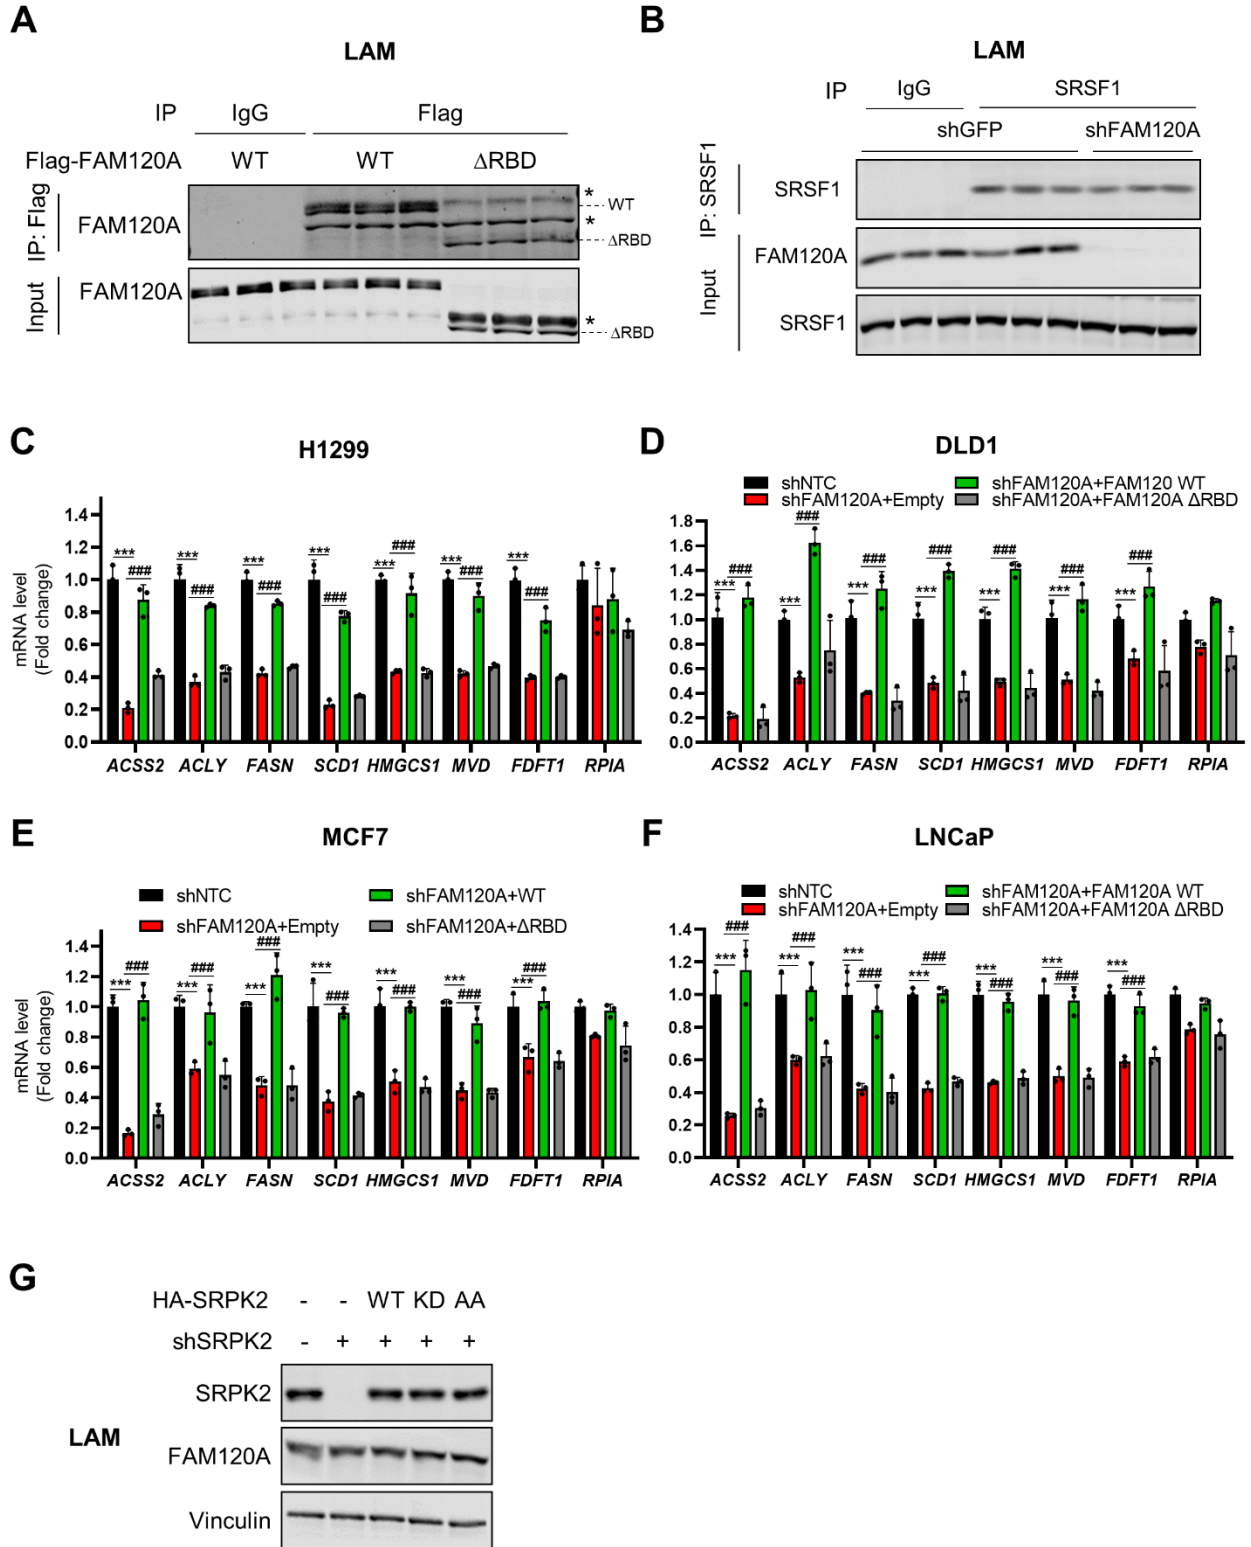 A
LAM
IP IgG Flag
Flag-FAM120A WT WT ΔRBD
IP: Flag
FAM120A
*
WT
*
ΔRBD
Input
FAM120A
*
ΔRBD
B
LAM
IP IgG SRSF1
shGFP shFAM120A
IP: SRSF1
SRSF1
Input
FAM120A
SRSF1
C
H1299
mRNA level
(Fold change)
1.4
1.2
1.0
0.8
0.6
0.4
0.2
0.0
*** *** *** *** *** *** ***
### ### ### ### ### ### ###
ACSS2 ACLY FASN SCD1 HMGCS1 MVD FDFT1 RPIA
D
DLD1
shNTC shFAM120A+FAM120 WT
shFAM120A+Empty shFAM120A+FAM120A ΔRBD
1.8
1.6
1.4
1.2
1.0
0.8
0.6
0.4
0.2
0.0
*** *** *** *** *** *** ***
### ### ### ### ### ### ###
ACSS2 ACLY FASN SCD1 HMGCS1 MVD FDFT1 RPIA
E
MCF7
shNTC shFAM120A+WT
shFAM120A+Empty shFAM120A+ΔRBD
mRNA level
(Fold change)
1.4
1.2
1.0
0.8
0.6
0.4
0.2
0.0
*** *** *** *** *** *** ***
### ### ### ### ### ### ###
ACSS2 ACLY FASN SCD1 HMGCS1 MVD FDFT1 RPIA
F
LNCaP
shNTC shFAM120A+FAM120A WT
shFAM120A+Empty shFAM120A+FAM120A ΔRBD
1.4
1.2
1.0
0.8
0.6
0.4
0.2
0.0
*** *** *** *** *** *** ***
### ### ### ### ### ### ###
ACSS2 ACLY FASN SCD1 HMGCS1 MVD FDFT1 RPIA
G
HA-SRPK2 - - WT KD AA
shSRPK2 - + + + +
SRPK2
LAM
FAM120A
Vinculin